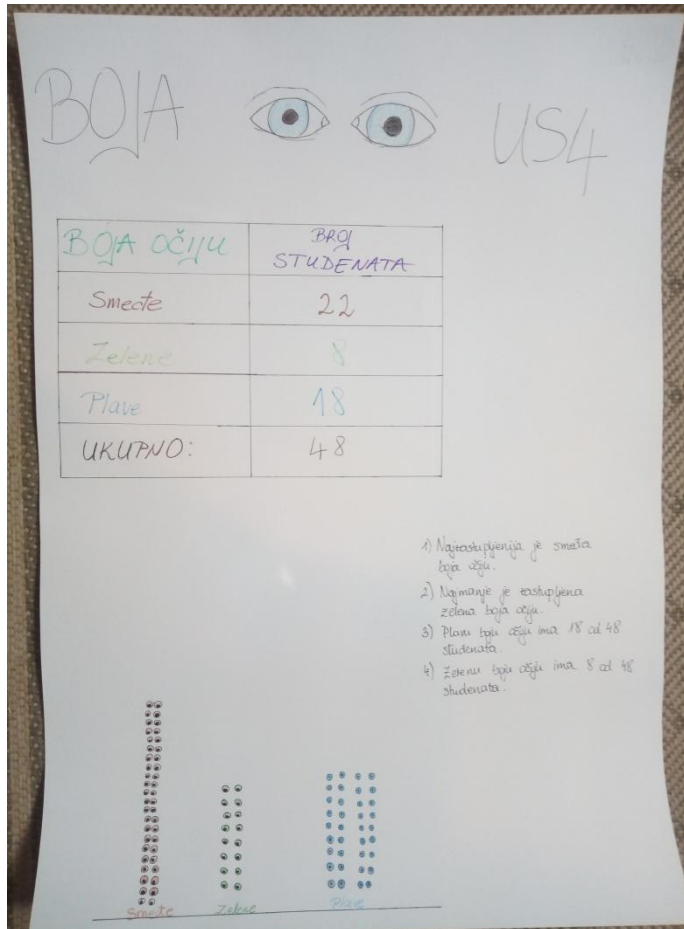 BOJA US4
BOJA OČIJU
BROJ
STUDENATA
Smeđe
22
Zelene
8
Plave
18
UKUPNO:
48
1) Najzastupljenija je smeđa
boja očiju.
2) Najmanje je zastupljena
zelena boja očiju.
3) Plavu boju očiju ima 18 od 48
studenata.
4) Zelenu boju očiju ima 8 od 48
studenata.
Smeđe Zelene Plave